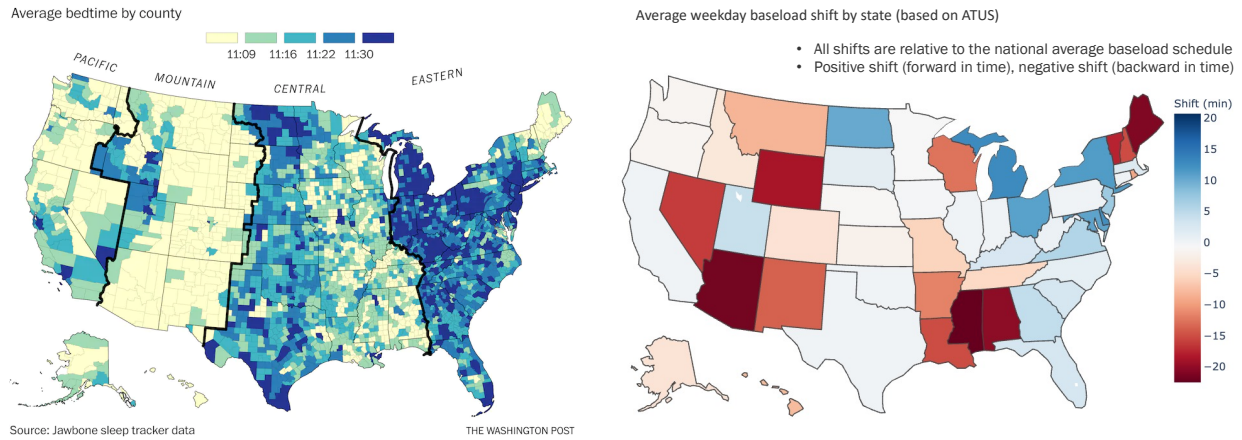 Average bedtime by county
11:09 11:16 11:22 11:30
PACIFIC
MOUNTAIN
CENTRAL
EASTERN
Source: Jawbone sleep tracker data
THE WASHINGTON POST
Average weekday baseload shift by state (based on ATUS)
• All shifts are relative to the national average baseload schedule
• Positive shift (forward in time), negative shift (backward in time)
Shift (min)
20
15
10
5
0
−5
−10
−15
−20